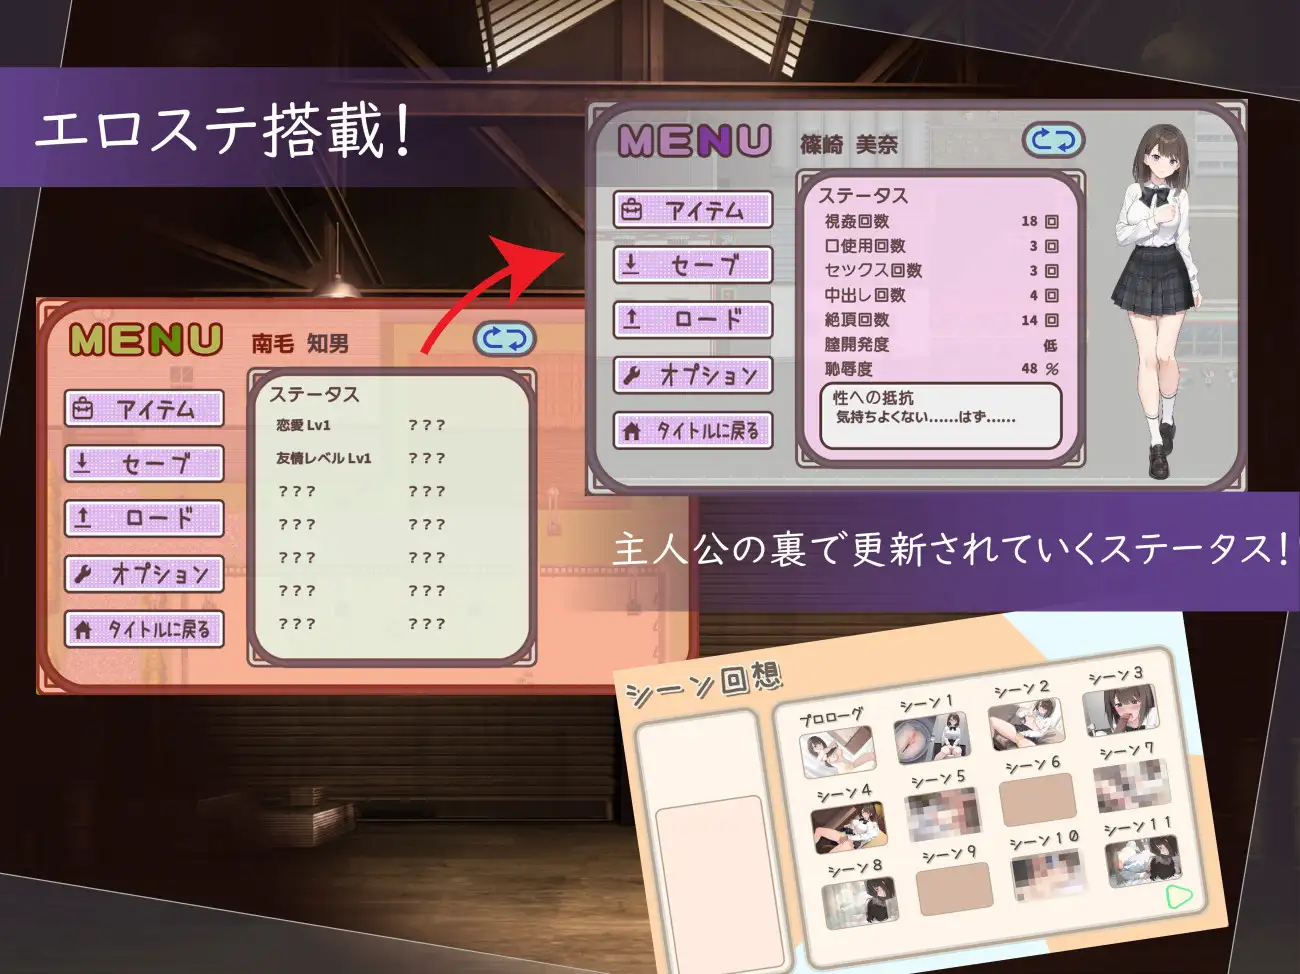 エロステ搭載!
MENU
南毛 知男
アイテム
セーブ
ロード
オプション
タイトルに戻る
ステータス
恋愛 Lv1 ???
友情レベル Lv1 ???
??? ???
??? ???
??? ???
??? ???
??? ???
MENU
篠崎 美奈
アイテム
セーブ
ロード
オプション
タイトルに戻る
ステータス
視姦回数 18 回
口使用回数 3 回
セックス回数 3 回
中出し回数 4 回
絶頂回数 14 回
膣開発度 低
恥辱度 48 %
性への抵抗
気持ちよくない……はず……
主人公の裏で更新されていくステータス!
シーン回想
プロローグ シーン1 シーン2 シーン3
シーン4 シーン5 シーン6 シーン7
シーン8 シーン9 シーン10 シーン11